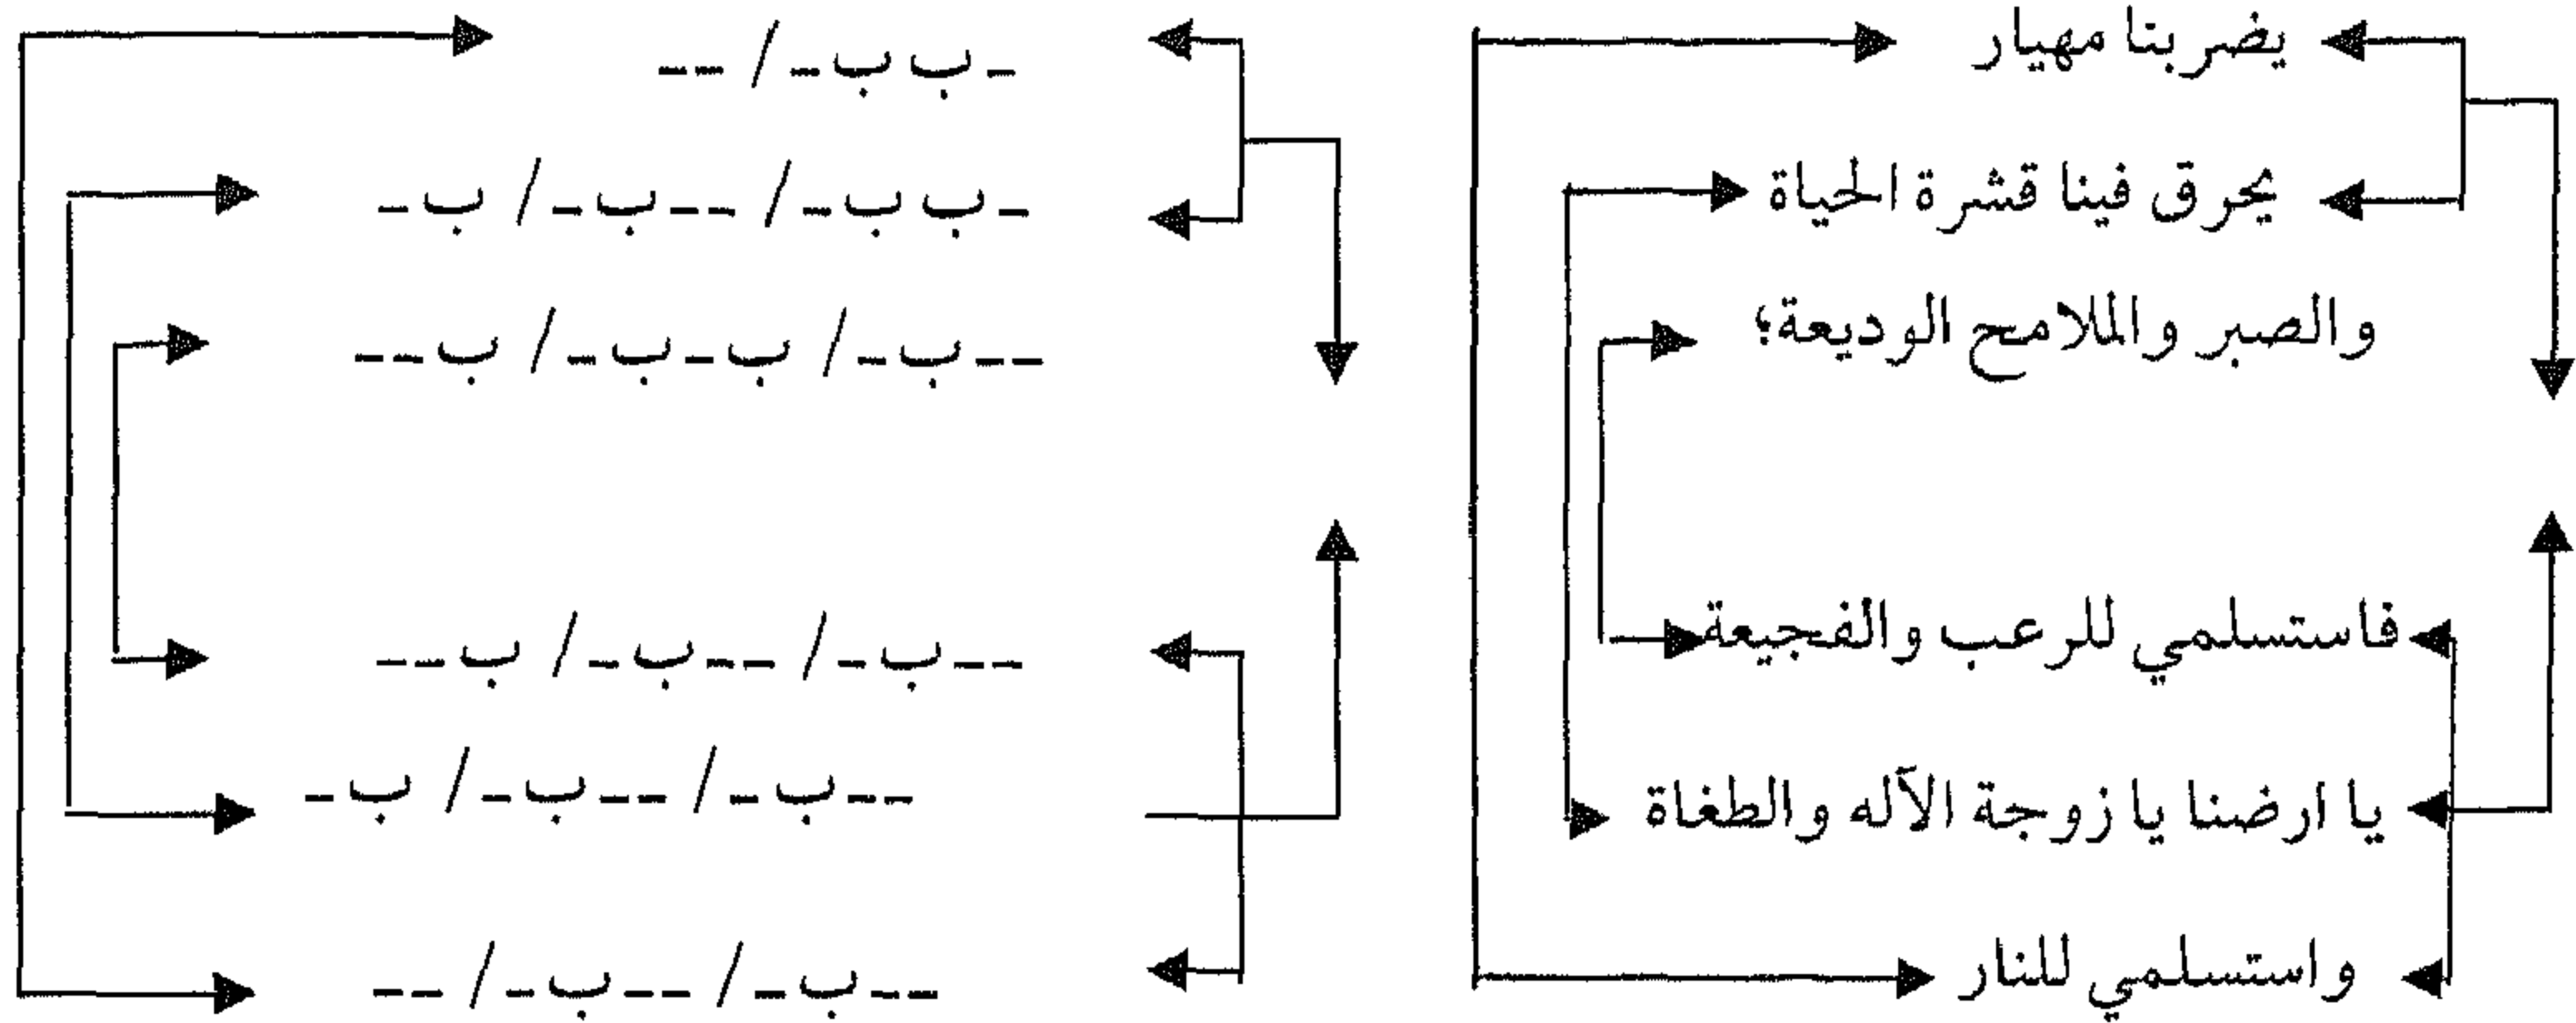 يضربتا مهيار
يحرق فينا قشرة الحياة
والصبر والملامح الوديعة؛
فاستسلمي للرعب والفجيعة
يا ارضنا يا زوجة الآله والطغاة
واستسلمي للنار
-ب ب-/--
-ب ب-/--ب-/ب-
--ب-/ب-ب-/ب--
--ب-/--ب-/ب--
--ب-/--ب-/ب-
--ب-/--ب-/--